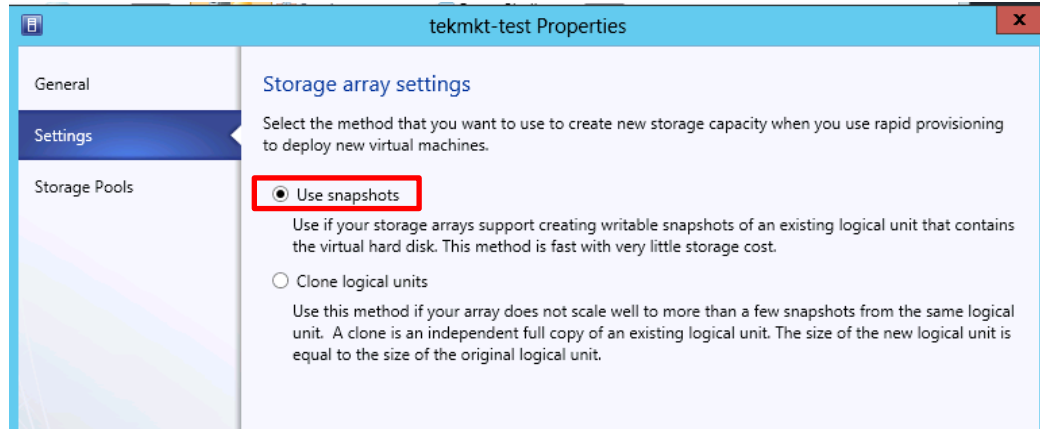 tekmkt-test Properties
x
General
Settings
Storage Pools
Storage array settings
Select the method that you want to use to create new storage capacity when you use rapid provisioning
to deploy new virtual machines.
Use snapshots
Use if your storage arrays support creating writable snapshots of an existing logical unit that contains
the virtual hard disk. This method is fast with very little storage cost.
Clone logical units
Use this method if your array does not scale well to more than a few snapshots from the same logical
unit.  A clone is an independent full copy of an existing logical unit. The size of the new logical unit is
equal to the size of the original logical unit.